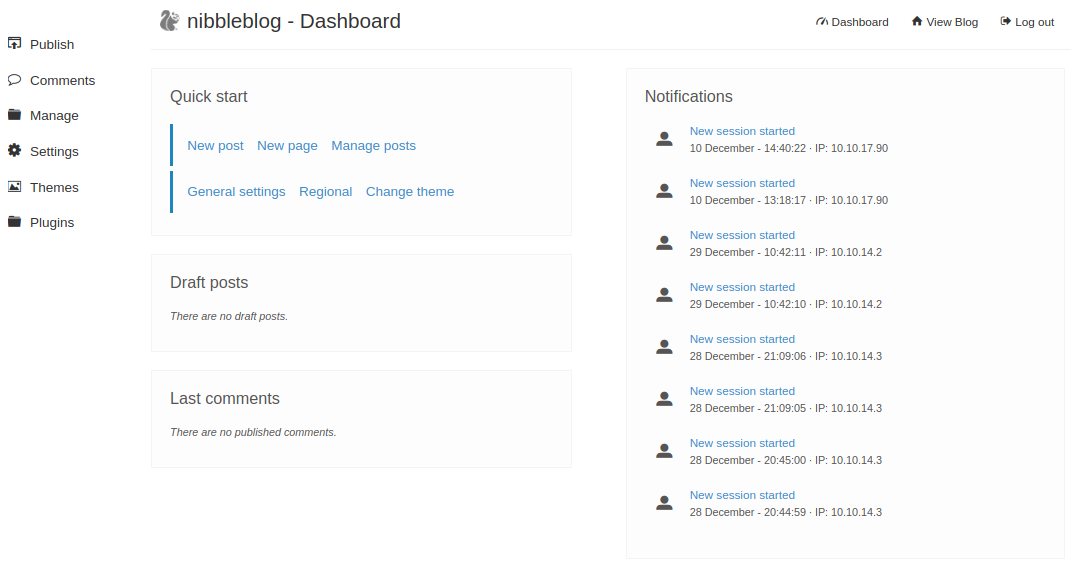 nibbleblog - Dashboard
Dashboard View Blog Log out
Publish
Comments
Manage
Settings
Themes
Plugins
Quick start
New post New page Manage posts
General settings Regional Change theme
Draft posts
There are no draft posts.
Last comments
There are no published comments.
Notifications
New session started
10 December - 14:40:22 · IP: 10.10.17.90
New session started
10 December - 13:18:17 · IP: 10.10.17.90
New session started
29 December - 10:42:11 · IP: 10.10.14.2
New session started
29 December - 10:42:10 · IP: 10.10.14.2
New session started
28 December - 21:09:06 · IP: 10.10.14.3
New session started
28 December - 21:09:05 · IP: 10.10.14.3
New session started
28 December - 20:45:00 · IP: 10.10.14.3
New session started
28 December - 20:44:59 · IP: 10.10.14.3